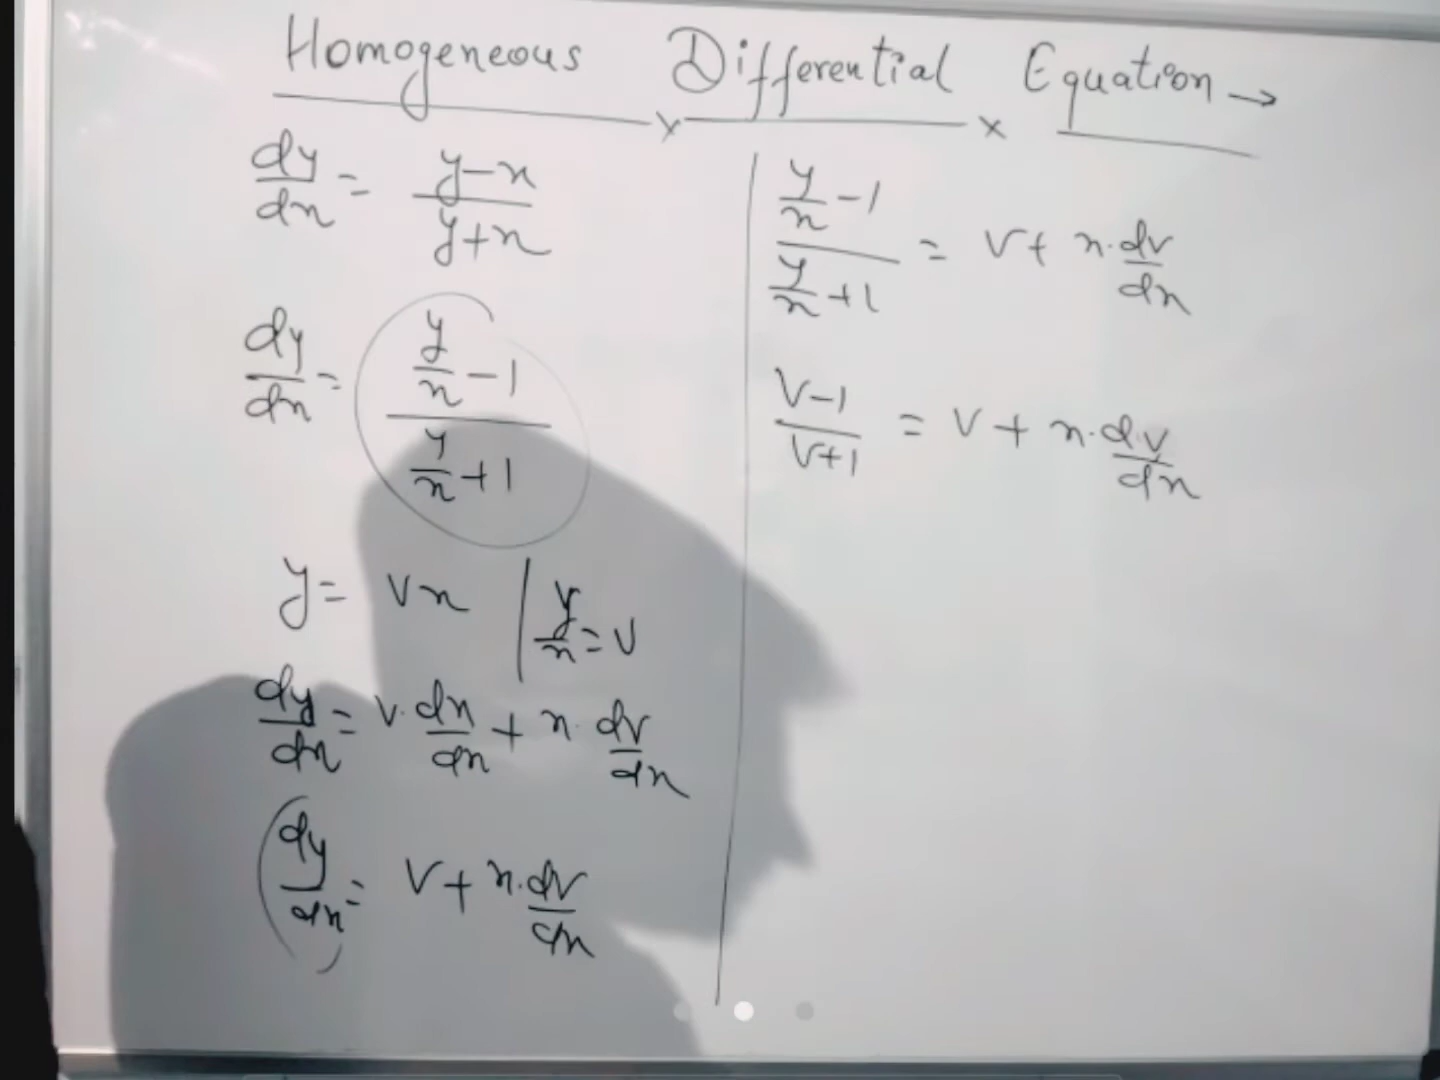 Homogeneous Differential Equation →
dy/dx = y-x / y+x
dy/dx = y/x - 1 / y/x + 1
y = vx | y/x = v
dy/dx = v. dx/dx + x. dv/dx
(dy/dx) = v + x. dv/dx
y/x - 1 / y/x + 1 = v + x. dv/dx
v-1 / v+1 = v + x. dv/dx